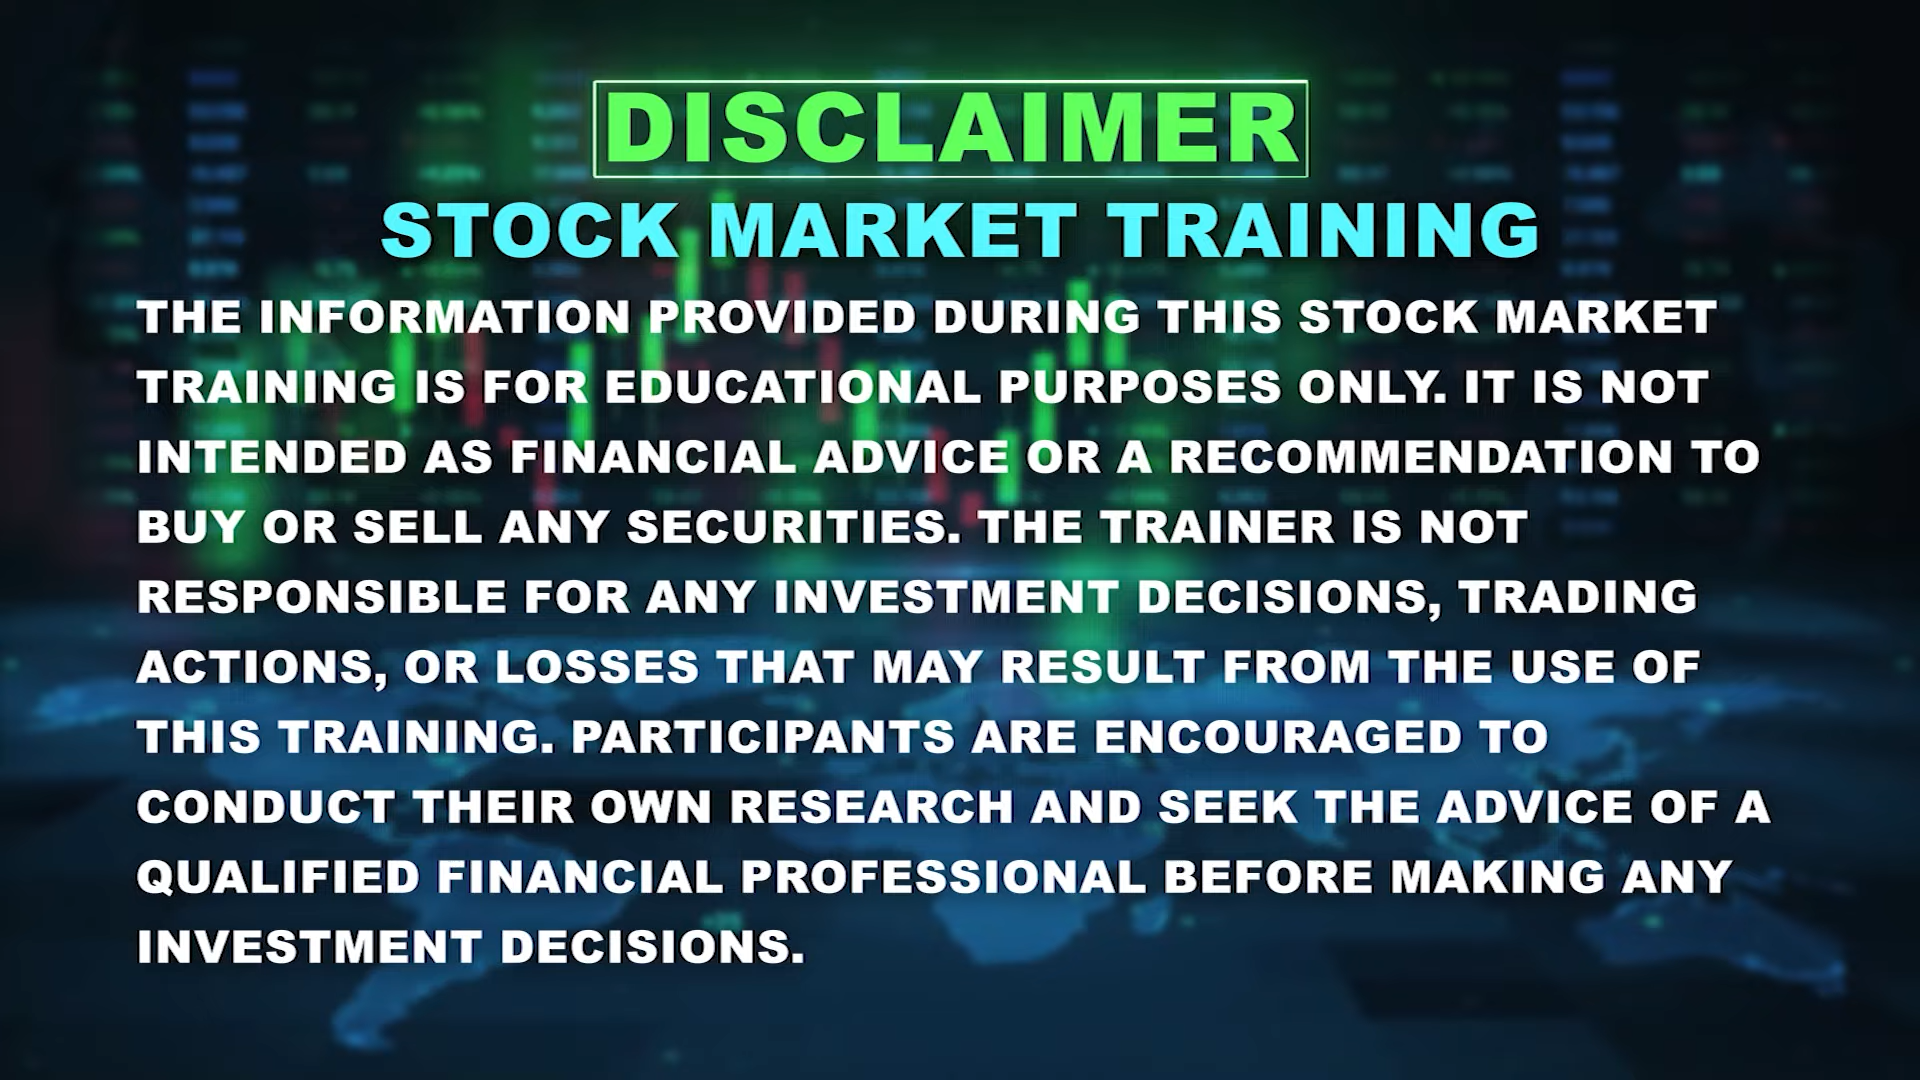 DISCLAIMER
STOCK MARKET TRAINING
THE INFORMATION PROVIDED DURING THIS STOCK MARKET
TRAINING IS FOR EDUCATIONAL PURPOSES ONLY. IT IS NOT
INTENDED AS FINANCIAL ADVICE OR A RECOMMENDATION TO
BUY OR SELL ANY SECURITIES. THE TRAINER IS NOT
RESPONSIBLE FOR ANY INVESTMENT DECISIONS, TRADING
ACTIONS, OR LOSSES THAT MAY RESULT FROM THE USE OF
THIS TRAINING. PARTICIPANTS ARE ENCOURAGED TO
CONDUCT THEIR OWN RESEARCH AND SEEK THE ADVICE OF A
QUALIFIED FINANCIAL PROFESSIONAL BEFORE MAKING ANY
INVESTMENT DECISIONS.